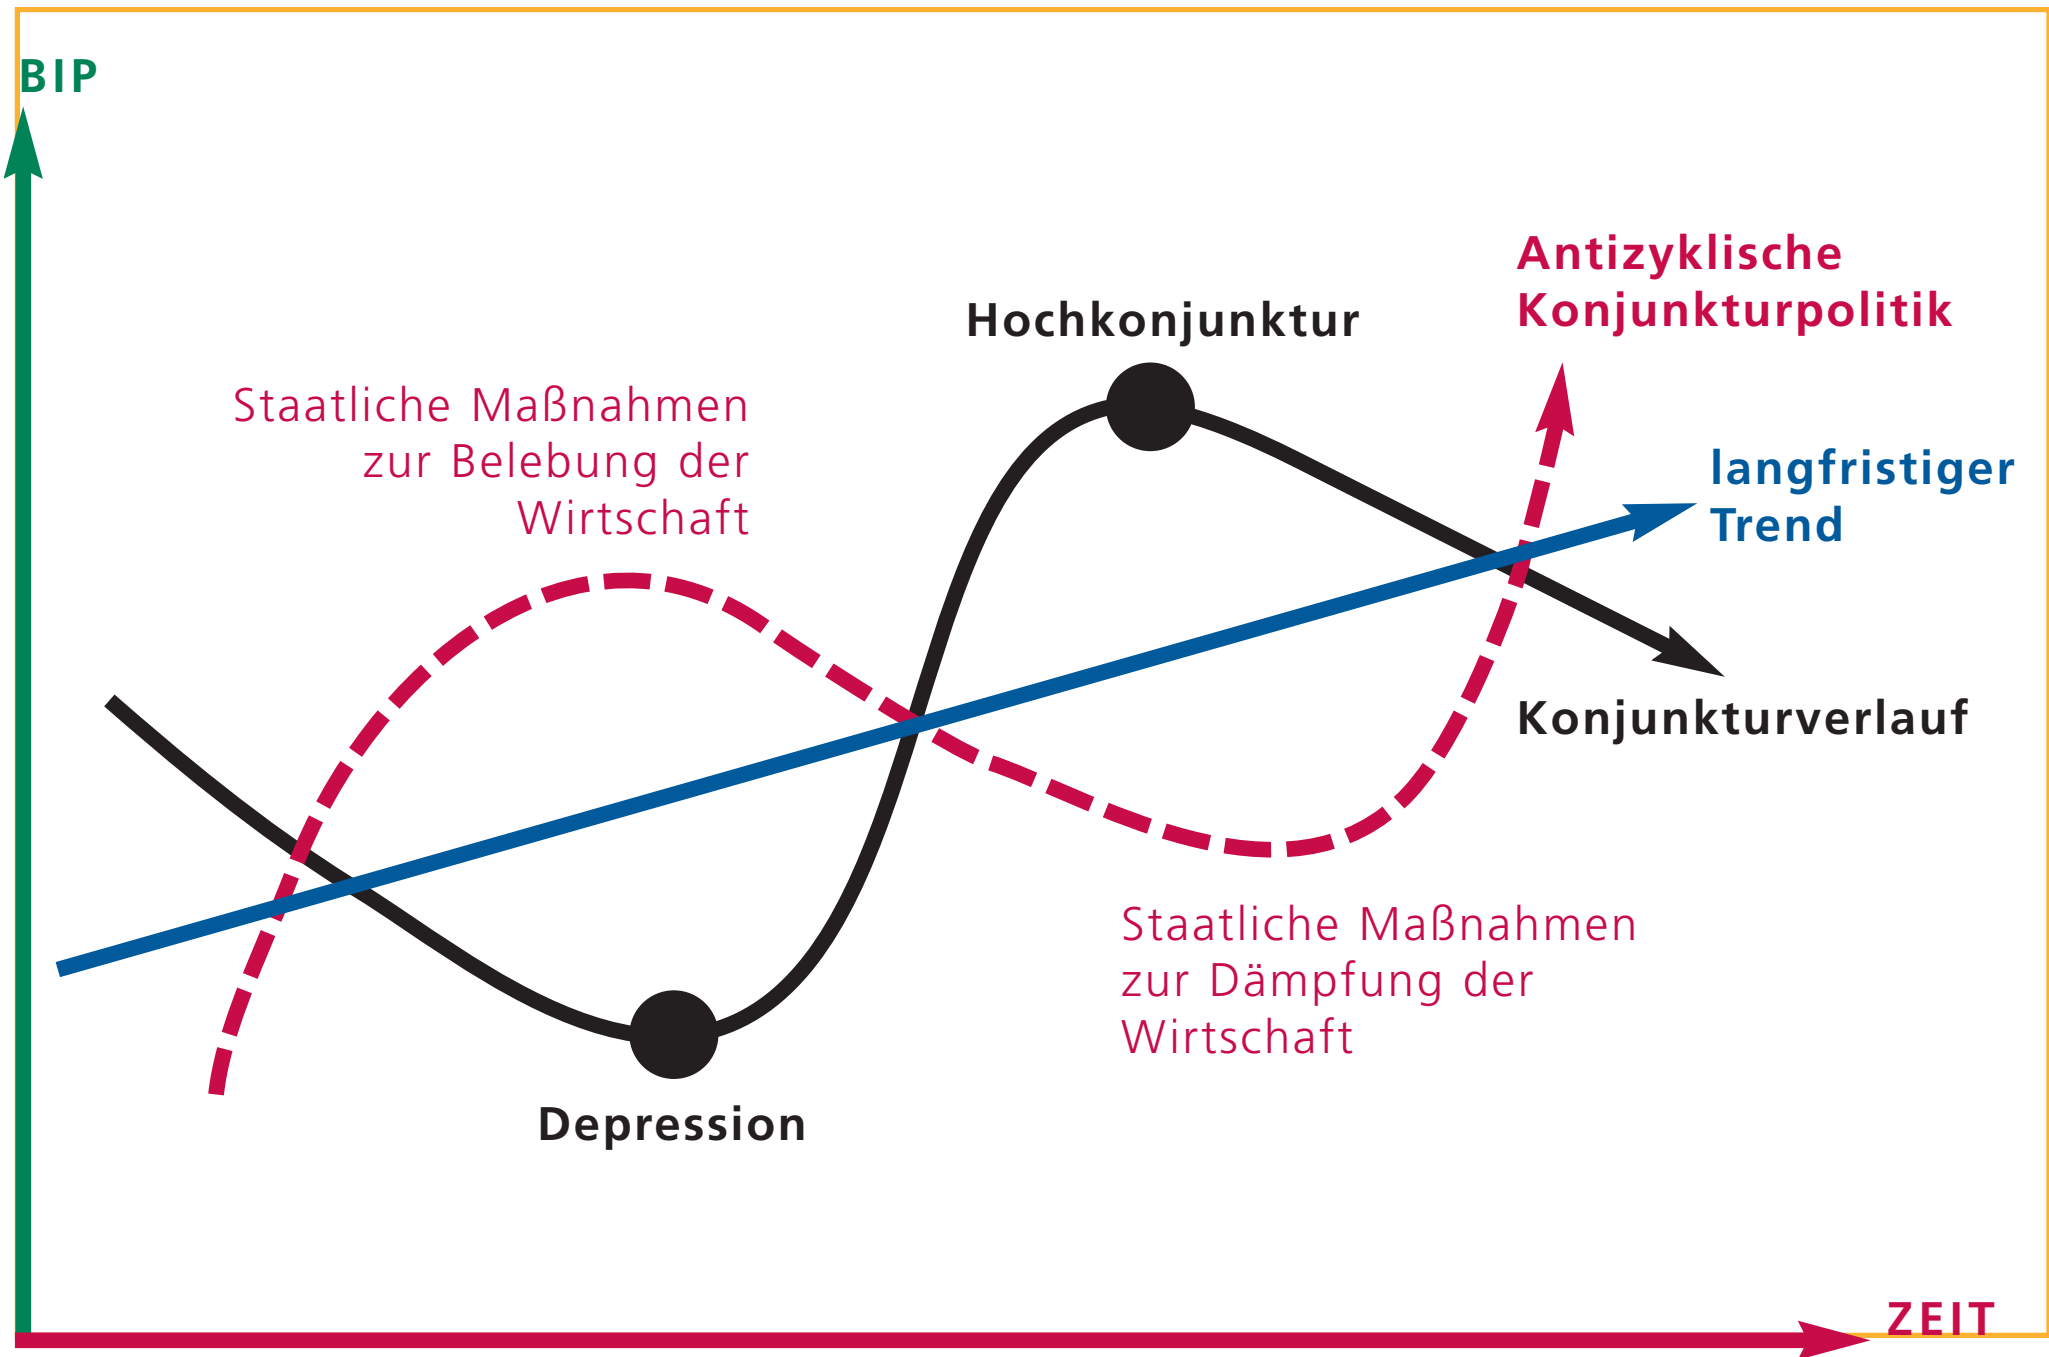 BIP
Antizyklische
Konjunkturpolitik
Hochkonjunktur
Staatliche Maßnahmen
zur Belebung der
Wirtschaft
langfristiger
Trend
Konjunkturverlauf
Staatliche Maßnahmen
zur Dämpfung der
Wirtschaft
Depression
ZEIT